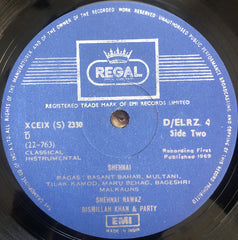 REGAL
REGISTERED TRADE MARK OF EMI RECORDS LIMITED
XCEIX (S) 2330
(22-763)
CLASSICAL
INSTRUMENTAL
D/ELRZ. 4
Side Two
Recording First
Published 1969
SHEHNAI
RAGAS: BASANT BAHAR, MULTANI,
TILAK KAMOD, MARU BEHAG, BAGESHRI
MALKAUNS
SHEHNAI NAWAZ
BISMILLAH KHAN & PARTY
EMI
MADE IN INDIA